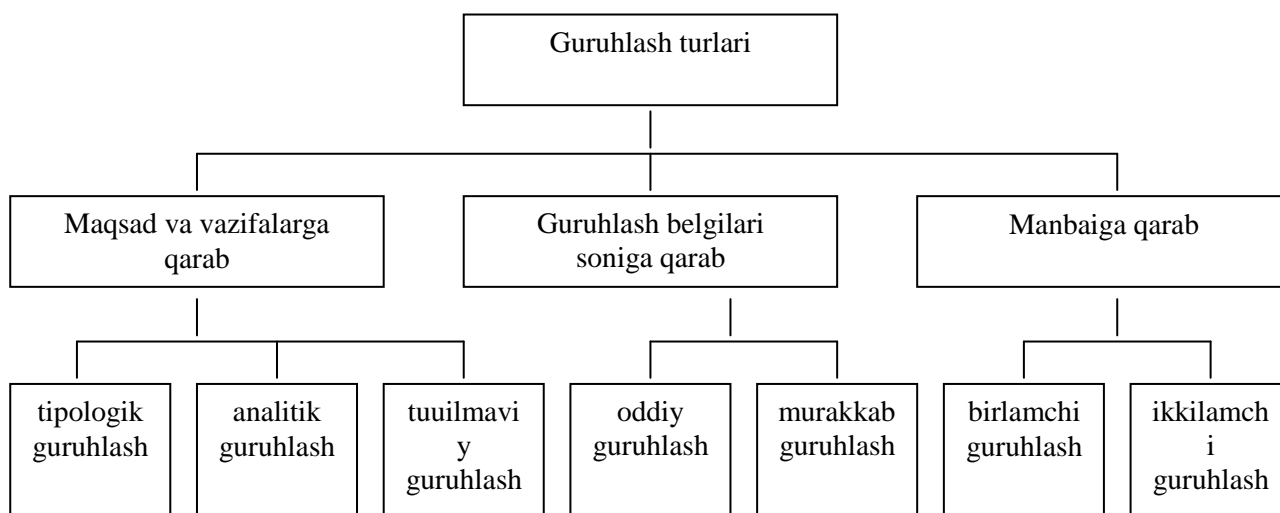 Guruhlash turlari
Maqsad va vazifalarga
qarab
Guruhlash belgilari
soniga qarab
Manbaiga qarab
tipologik
guruhlash
analitik
guruhlash
tuuilmavi
y
guruhlash
oddiy
guruhlash
murakkab
guruhlash
birlamchi
guruhlash
ikkilamch
i
guruhlash